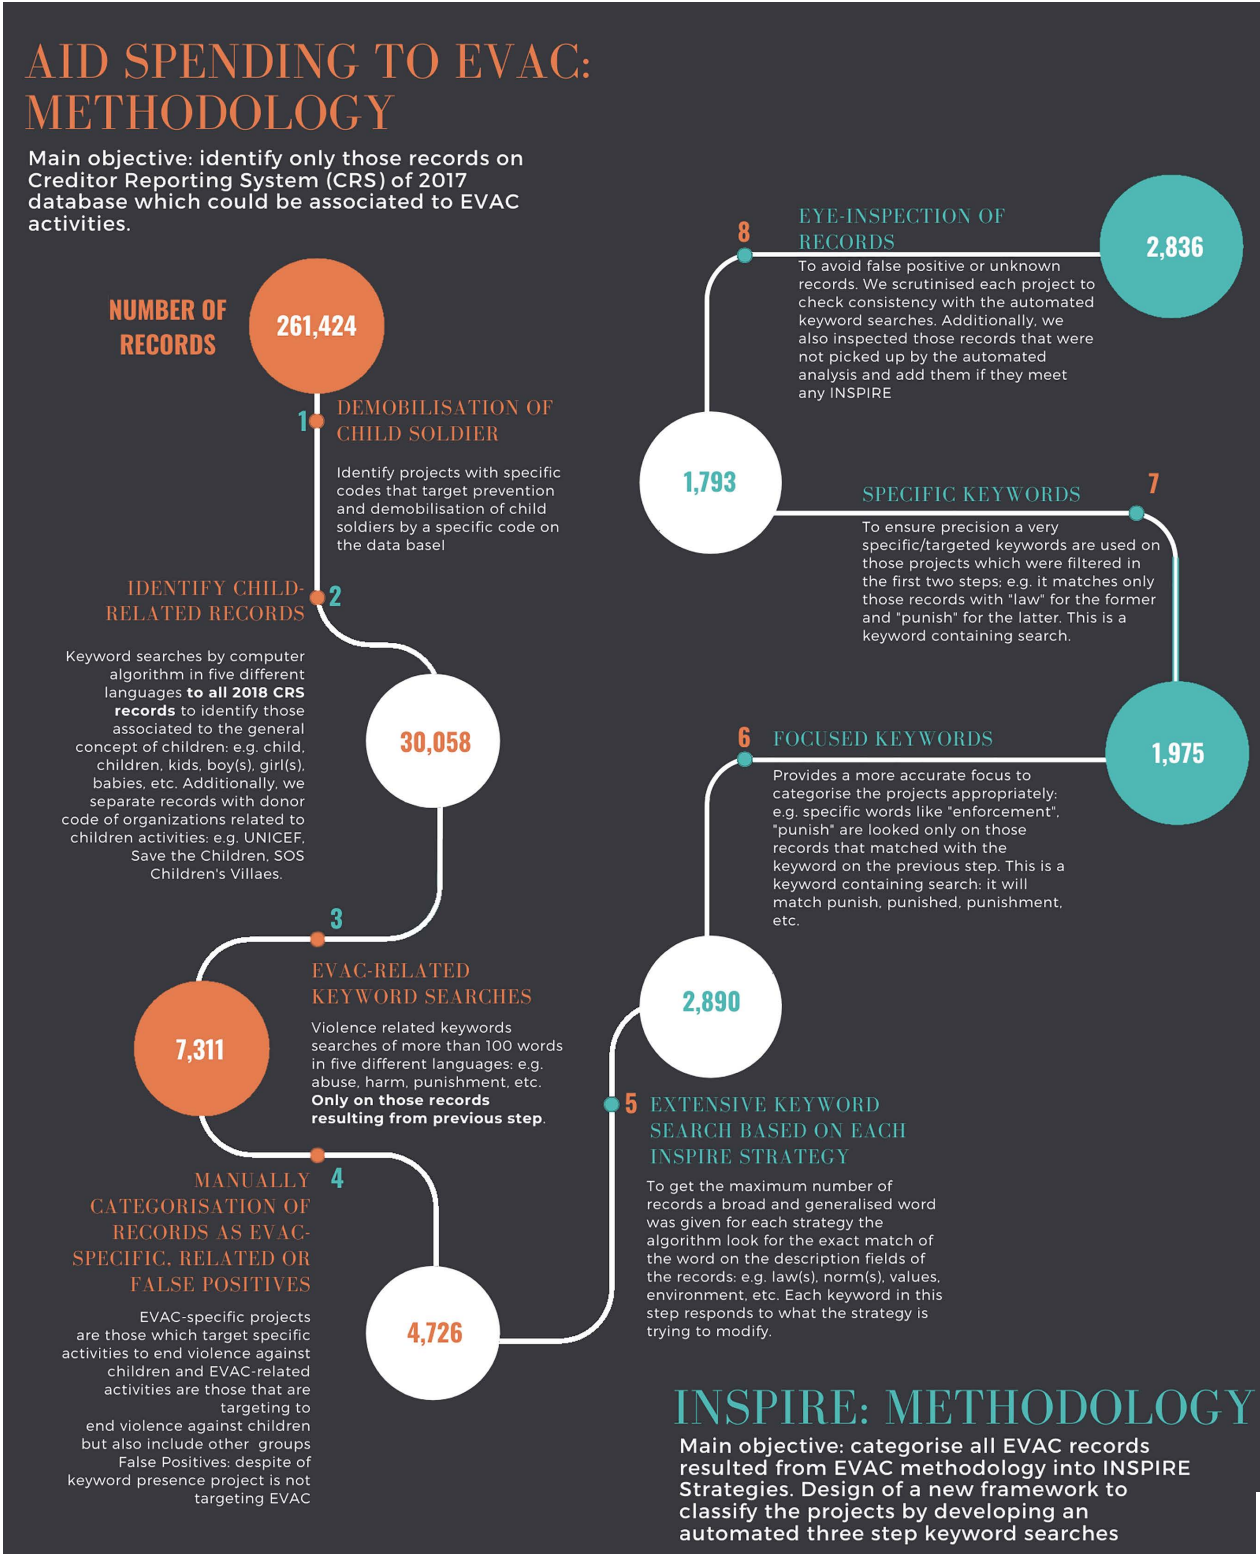 AID SPENDING TO EVAC:
METHODOLOGY
Main objective: identify only those records on
Creditor Reporting System (CRS) of 2017
database which could be associated to EVAC
activities.
NUMBER OF
RECORDS
261,424
1
DEMOBILISATION OF
CHILD SOLDIER
Identify projects with specific
codes that target prevention
and demobilisation of child
soldiers by a specific code on
the data basel
IDENTIFY CHILD-
RELATED RECORDS
2
Keyword searches by computer
algorithm in five different
languages to all 2018 CRS
records to identify those
associated to the general
concept of children: e.g. child,
children, kids, boy(s), girl(s),
babies, etc. Additionally, we
separate records with donor
code of organizations related to
children activities: e.g. UNICEF,
Save the Children, SOS
Children's Villaes.
30,058
3
EVAC-RELATED
KEYWORD SEARCHES
Violence related keywords
searches of more than 100 words
in five different languages: e.g.
abuse, harm, punishment, etc.
Only on those records
resulting from previous step.
7,311
4
MANUALLY
CATEGORISATION OF
RECORDS AS EVAC-
SPECIFIC, RELATED OR
FALSE POSITIVES
EVAC-specific projects
are those which target specific
activities to end violence against
children and EVAC-related
activities are those that are
targeting to
end violence against children
but also include other groups
False Positives: despite of
keyword presence project is not
targeting EVAC
4,726
5
EXTENSIVE KEYWORD
SEARCH BASED ON EACH
INSPIRE STRATEGY
To get the maximum number of
records a broad and generalised word
was given for each strategy the
algorithm look for the exact match of
the word on the description fields of
the records: e.g. law(s), norm(s), values,
environment, etc. Each keyword in this
step responds to what the strategy is
trying to modify.
2,890
6
FOCUSED KEYWORDS
Provides a more accurate focus to
categorise the projects appropriately:
e.g. specific words like "enforcement",
"punish" are looked only on those
records that matched with the
keyword on the previous step. This is a
keyword containing search: it will
match punish, punished, punishment,
etc.
1,975
7
SPECIFIC KEYWORDS
To ensure precision a very
specific/targeted keywords are used on
those projects which were filtered in
the first two steps; e.g. it matches only
those records with "law" for the former
and "punish" for the latter. This is a
keyword containing search.
1,793
8
EYE-INSPECTION OF
RECORDS
To avoid false positive or unknown
records. We scrutinised each project to
check consistency with the automated
keyword searches. Additionally, we
also inspected those records that were
not picked up by the automated
analysis and add them if they meet
any INSPIRE
2,836
INSPIRE: METHODOLOGY
Main objective: categorise all EVAC records
resulted from EVAC methodology into INSPIRE
Strategies. Design of a new framework to
classify the projects by developing an
automated three step keyword searches